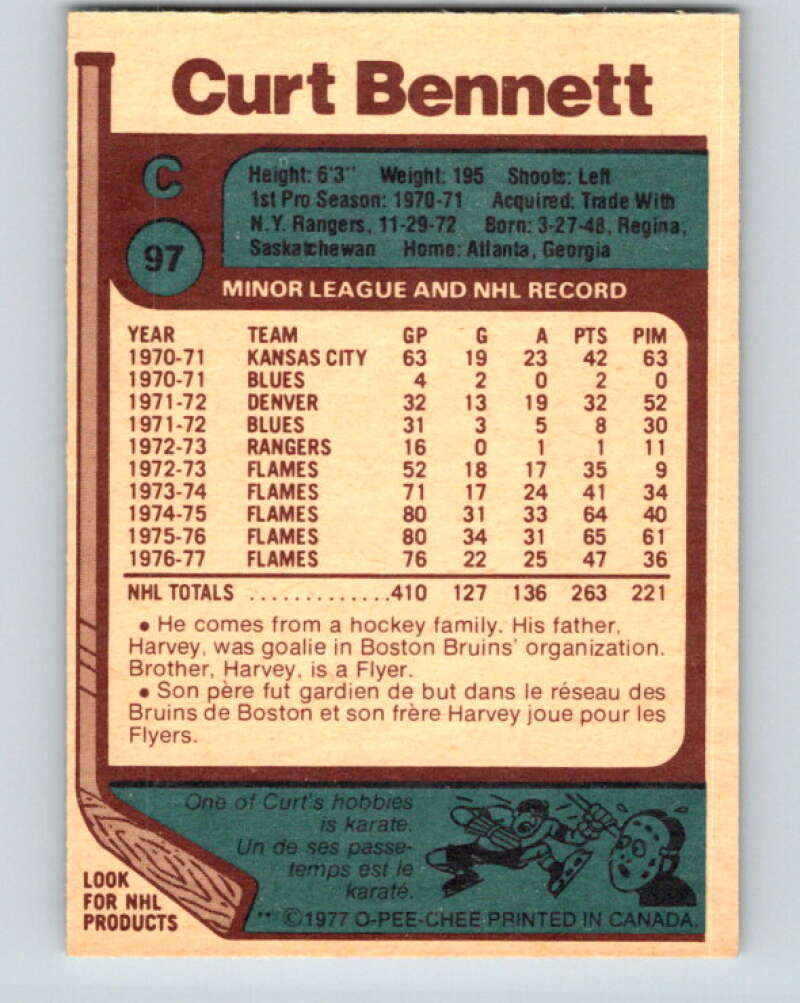 Curt Bennett
C
Height: 6'3" Weight: 195 Shoots: Left
1st Pro Season: 1970-71 Acquired: Trade With
N.Y. Rangers, 11-29-72 Born: 3-27-48, Regina,
Saskatchewan Home: Atlanta, Georgia
97
MINOR LEAGUE AND NHL RECORD
YEAR TEAM GP G A PTS PIM
1970-71 KANSAS CITY 63 19 23 42 63
1970-71 BLUES 4 2 0 2 0
1971-72 DENVER 32 13 19 32 52
1971-72 BLUES 31 3 5 8 30
1972-73 RANGERS 16 0 1 1 11
1972-73 FLAMES 52 18 17 35 9
1973-74 FLAMES 71 17 24 41 34
1974-75 FLAMES 80 31 33 64 40
1975-76 FLAMES 80 34 31 65 61
1976-77 FLAMES 76 22 25 47 36
NHL TOTALS .............410 127 136 263 221
• He comes from a hockey family. His father,
Harvey, was goalie in Boston Bruins' organization.
Brother, Harvey, is a Flyer.
• Son père fut gardien de but dans le réseau des
Bruins de Boston et son frère Harvey joue pour les
Flyers.
One of Curt's hobbies
is karate.
Un de ses passe-
temps est le
karaté.
LOOK
FOR NHL
PRODUCTS
** ©1977 O-PEE-CHEE PRINTED IN CANADA.